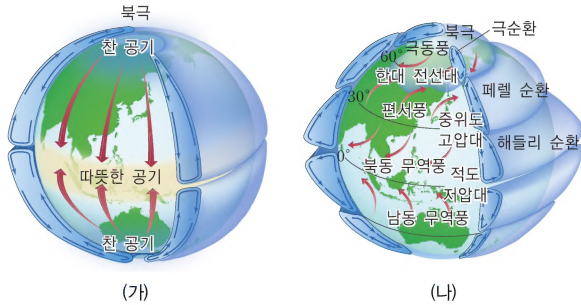 북극
찬 공기
따뜻한 공기
찬 공기
(가)
북극
극순환
60°
극동풍
한대 전선대
페렐 순환
30°
편서풍
중위도
고압대
해들리 순환
0°
북동 무역풍
적도
저압대
남동 무역풍
(나)